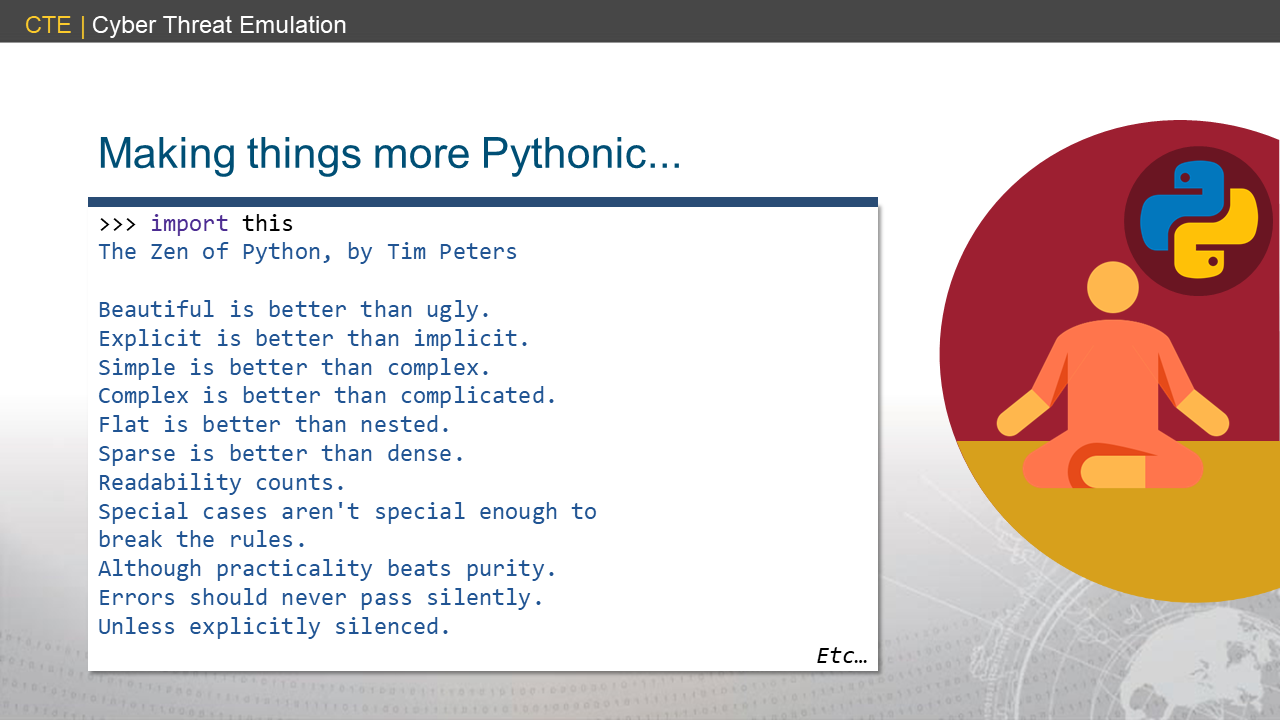 CTE | Cyber Threat Emulation
Making things more Pythonic...
>>> import this
The Zen of Python, by Tim Peters
Beautiful is better than ugly.
Explicit is better than implicit.
Simple is better than complex.
Complex is better than complicated.
Flat is better than nested.
Sparse is better than dense.
Readability counts.
Special cases aren't special enough to
break the rules.
Although practicality beats purity.
Errors should never pass silently.
Unless explicitly silenced.
Etc…